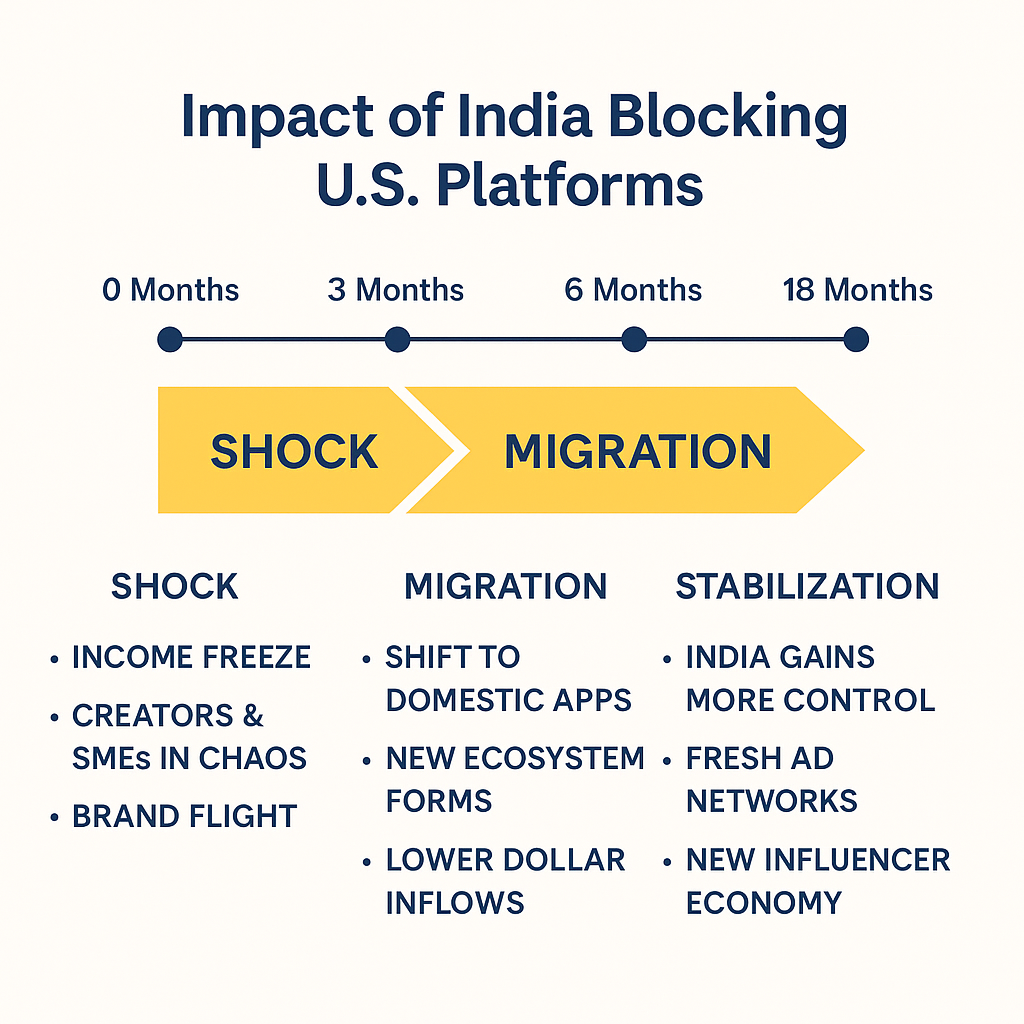 Impact of India Blocking
U.S. Platforms
0 Months
3 Months
6 Months
18 Months
SHOCK
MIGRATION
SHOCK
• INCOME FREEZE
• CREATORS &
SMEs IN CHAOS
• BRAND FLIGHT
MIGRATION
• SHIFT TO
DOMESTIC APPS
• NEW ECOSYSTEM
FORMS
• LOWER DOLLAR
INFLOWS
STABILIZATION
• INDIA GAINS
MORE CONTROL
• FRESH AD
NETWORKS
• NEW INFLUENCER
ECONOMY